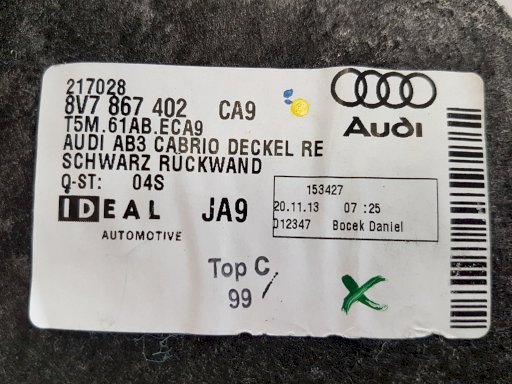 217028
8V7 867 402 CA9
T5M.61AB.ECA9
AUDI AB3 CABRIO DECKEL RE
SCHWARZ RUCKWAND
Q-ST: 04S
IDEAL JA9
AUTOMOTIVE
Audi
153427
20.11.13 07:25
012347 Bocek Daniel
Top C
99